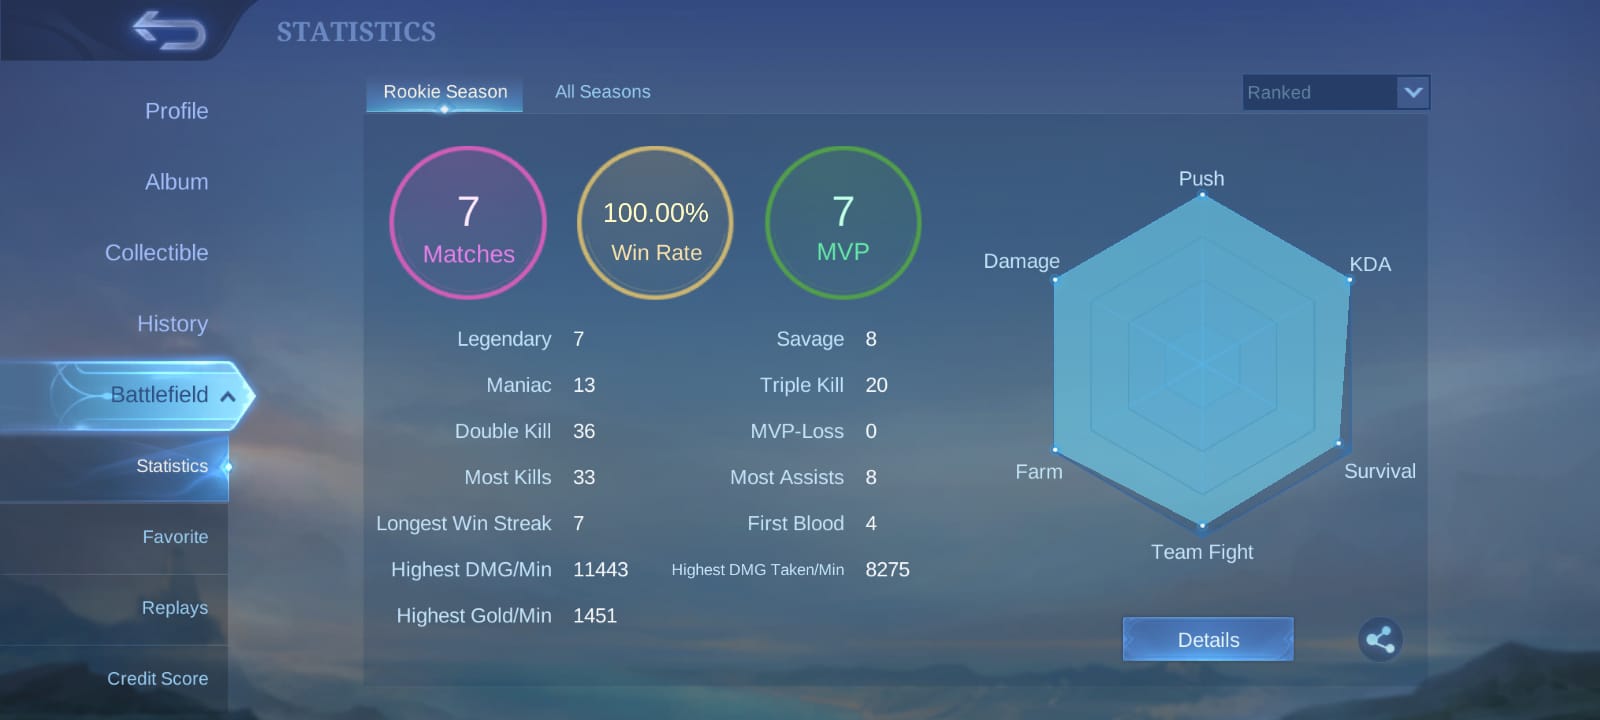 STATISTICS
Profile
Album
Collectible
History
Battlefield
Statistics
Favorite
Replays
Credit Score
Rookie Season
All Seasons
Ranked
7
Matches
100.00%
Win Rate
7
MVP
Legendary 7
Savage 8
Maniac 13
Triple Kill 20
Double Kill 36
MVP-Loss 0
Most Kills 33
Most Assists 8
Longest Win Streak 7
First Blood 4
Highest DMG/Min 11443
Highest DMG Taken/Min 8275
Highest Gold/Min 1451
Push
Damage
KDA
Farm
Survival
Team Fight
Details